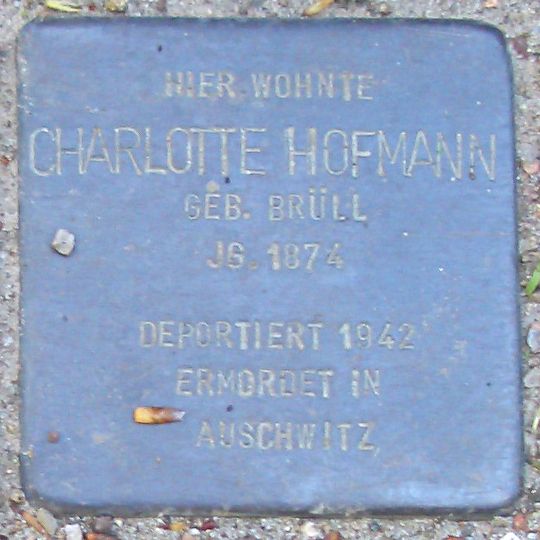 HIER WOHNTE
CHARLOTTE HOFMANN
GEB. BRÜLL
JG. 1874
DEPORTIERT 1942
ERMORDET IN
AUSCHWITZ